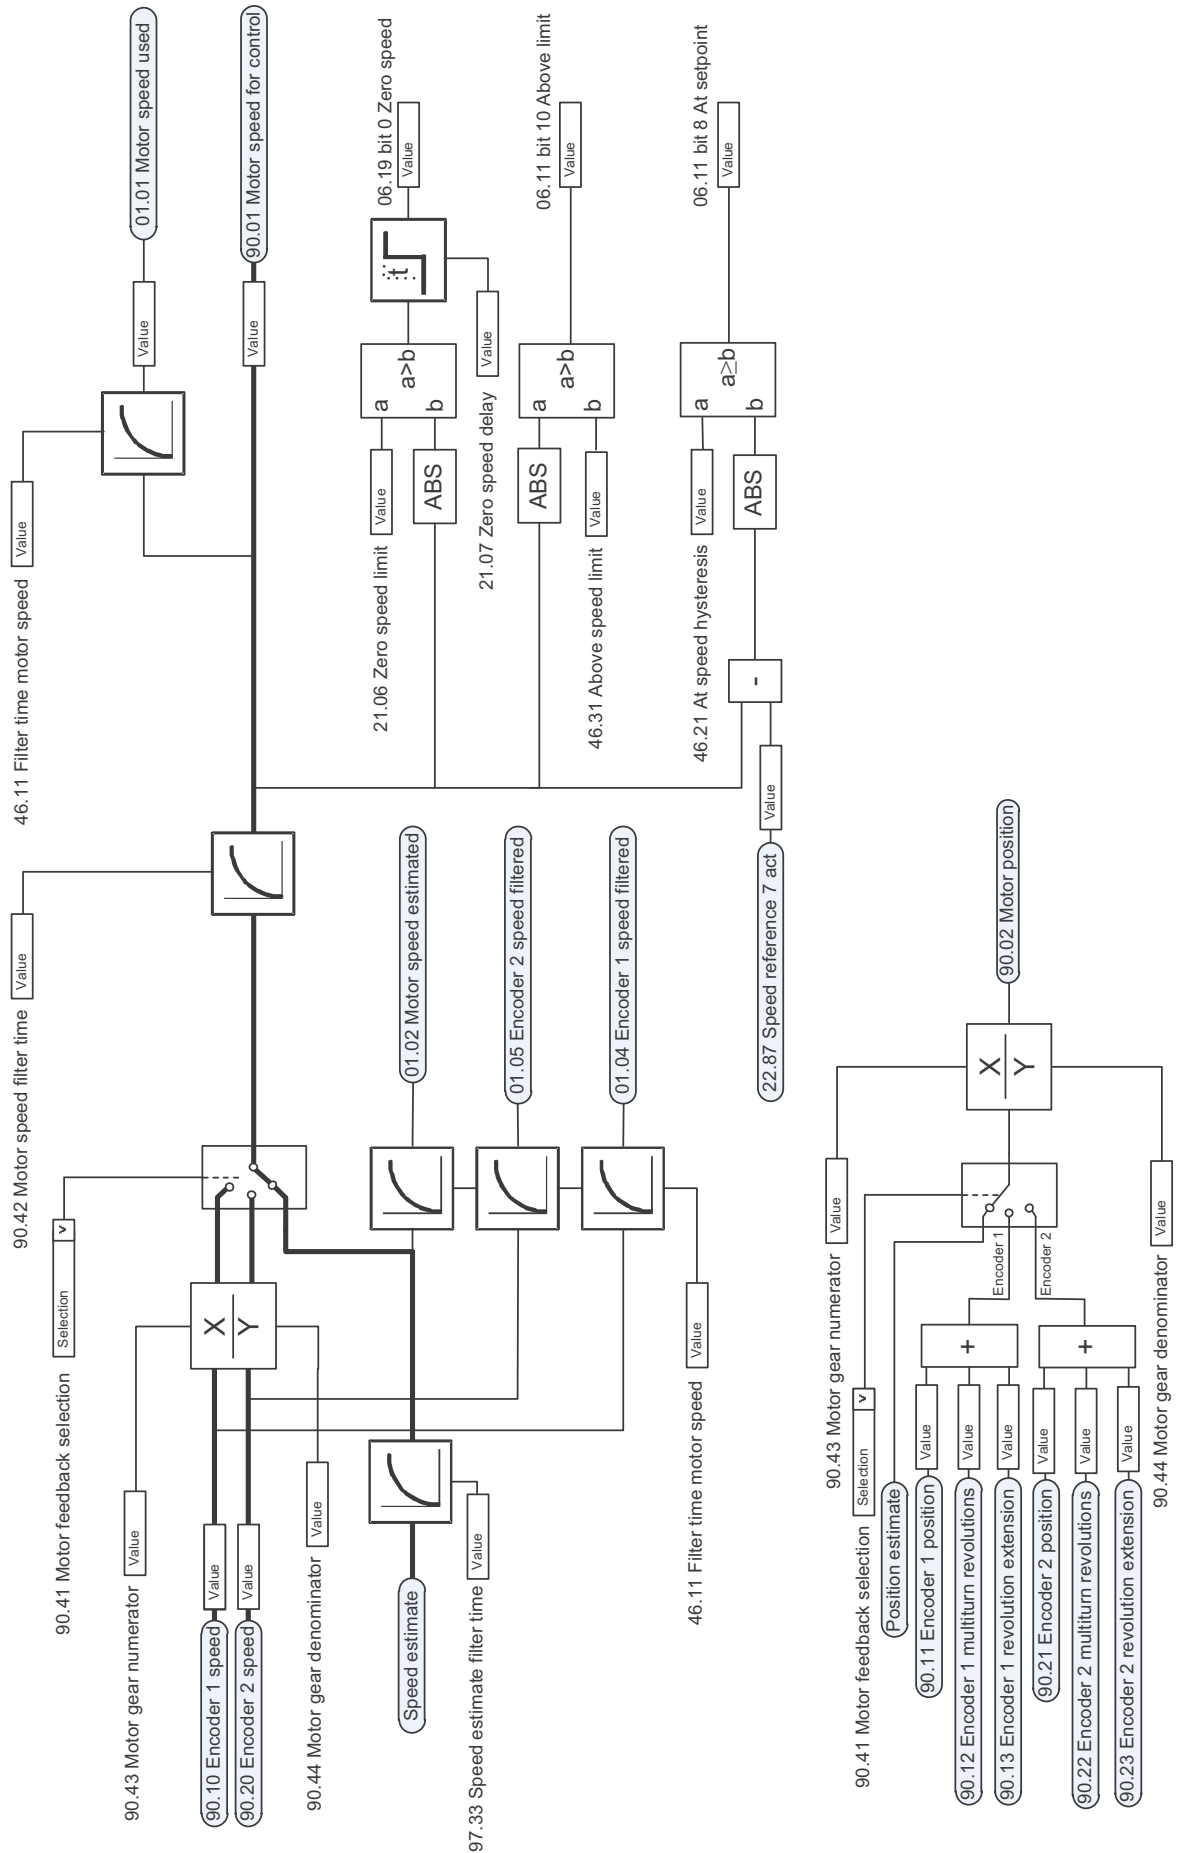 90.41 Motor feedback selection
Selection
v
90.42 Motor speed filter time
Value
46.11 Filter time motor speed
Value
90.43 Motor gear numerator
Value
Value
01.01 Motor speed used
90.10 Encoder 1 speed
Value
X
Y
Value
90.01 Motor speed for control
90.20 Encoder 2 speed
Value
90.44 Motor gear denominator
Value
Speed estimate
97.33 Speed estimate filter time
Value
01.02 Motor speed estimated
01.05 Encoder 2 speed filtered
01.04 Encoder 1 speed filtered
46.11 Filter time motor speed
Value
21.06 Zero speed limit
Value
a
a>b
b
ABS
t
Value
06.19 bit 0 Zero speed
21.07 Zero speed delay
Value
ABS
a
a>b
b
Value
06.11 bit 10 Above limit
46.31 Above speed limit
Value
46.21 At speed hysteresis
Value
a
a≥b
b
ABS
Value
06.11 bit 8 At setpoint
-
22.87 Speed reference 7 act
Value
90.43 Motor gear numerator
Value
90.41 Motor feedback selection
Selection
v
Position estimate
90.11 Encoder 1 position
Value
90.12 Encoder 1 multiturn revolutions
Value
+
Encoder 1
90.13 Encoder 1 revolution extension
Value
X
Y
90.02 Motor position
90.21 Encoder 2 position
Value
Encoder 2
90.22 Encoder 2 multiturn revolutions
Value
+
90.23 Encoder 2 revolution extension
Value
90.44 Motor gear denominator
Value